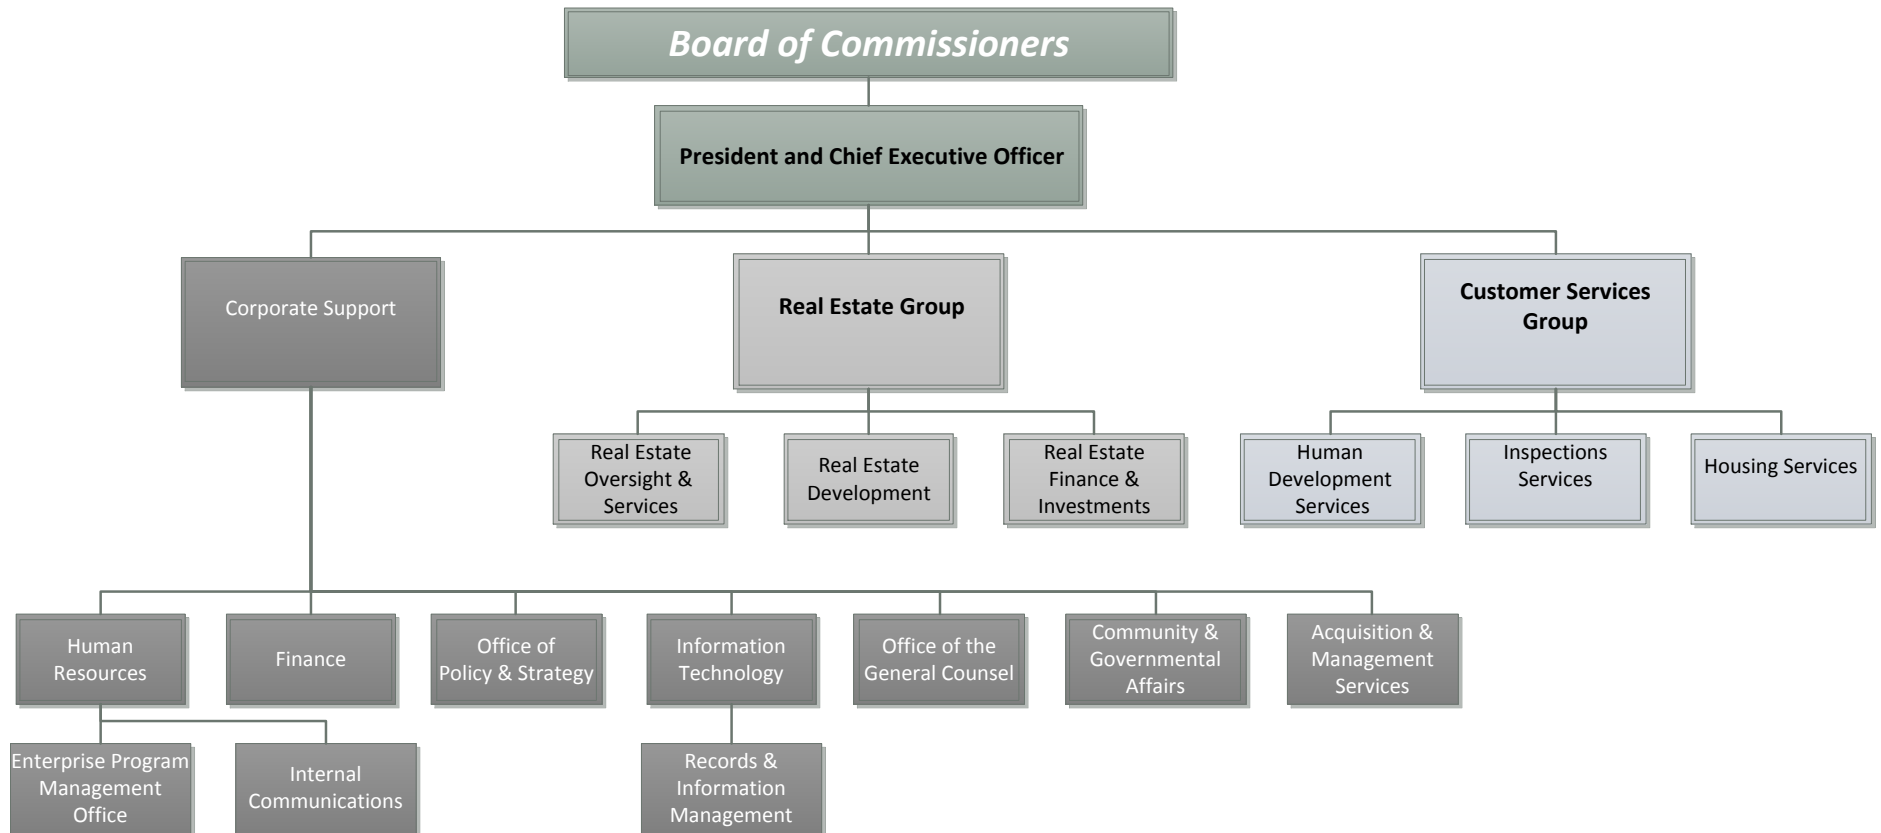 Board of Commissioners
President and Chief Executive Officer
Corporate Support
Real Estate Group
Customer Services
Group
Real Estate
Oversight &
Services
Real Estate
Development
Real Estate
Finance &
Investments
Human
Development
Services
Inspections
Services
Housing Services
Human
Resources
Finance
Office of
Policy & Strategy
Information
Technology
Office of the
General Counsel
Community &
Governmental
Affairs
Acquisition &
Management
Services
Enterprise Program
Management
Office
Internal
Communications
Records &
Information
Management